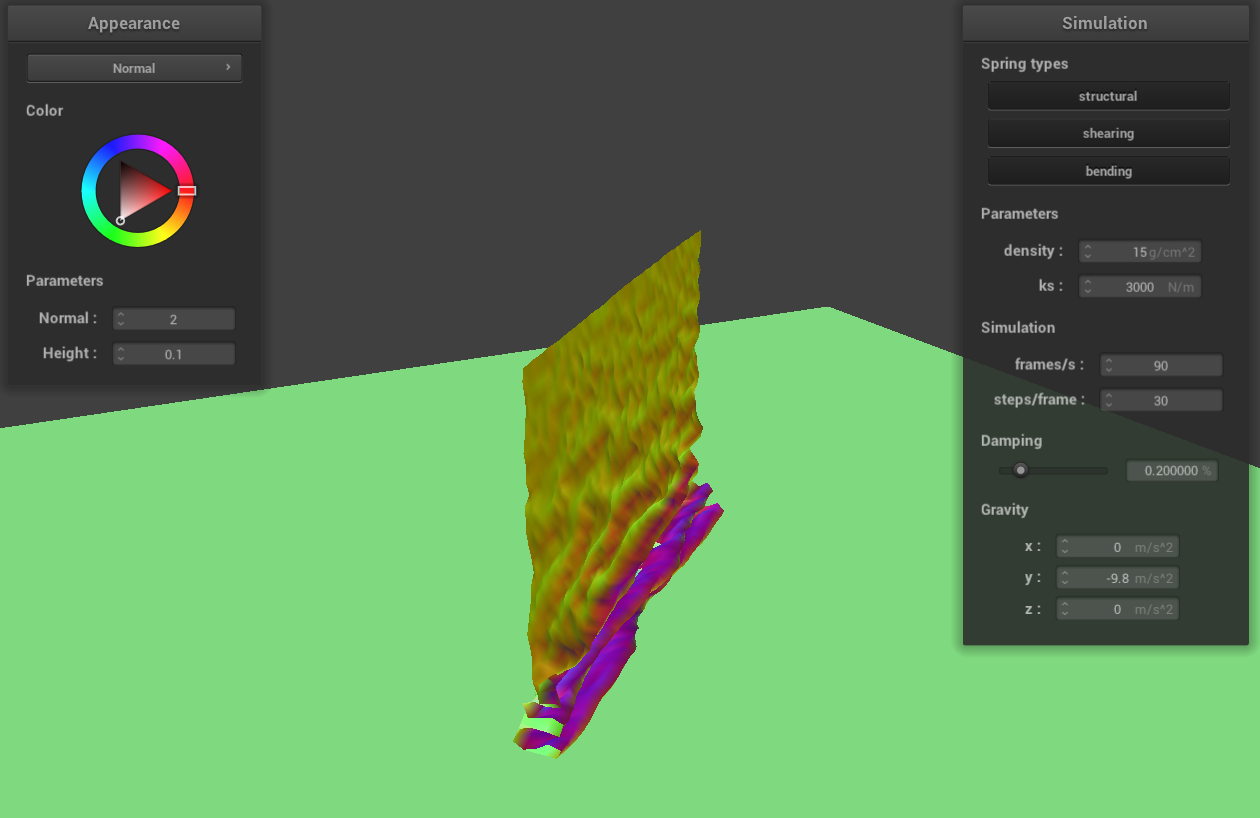 Appearance
Normal
Color
Parameters
Normal : 2
Height : 0.1
Simulation
Spring types
structural
shearing
bending
Parameters
density : 15 g/cm^2
ks : 3000 N/m
Simulation
frames/s : 90
steps/frame : 30
Damping
0.200000 %
Gravity
x : 0 m/s^2
y : -9.8 m/s^2
z : 0 m/s^2